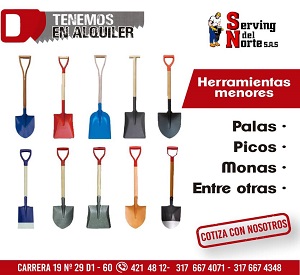 TENEMOS
EN ALQUILER
Serving
del
Norte S.A.S
Herramientas
menores
Palas ·
Picos ·
Monas ·
Entre otras ·
COTIZA CON NOSOTROS
CARRERA 19 Nº 29 D1 - 60 421 48 12- 317 667 4071 - 317 667 4348